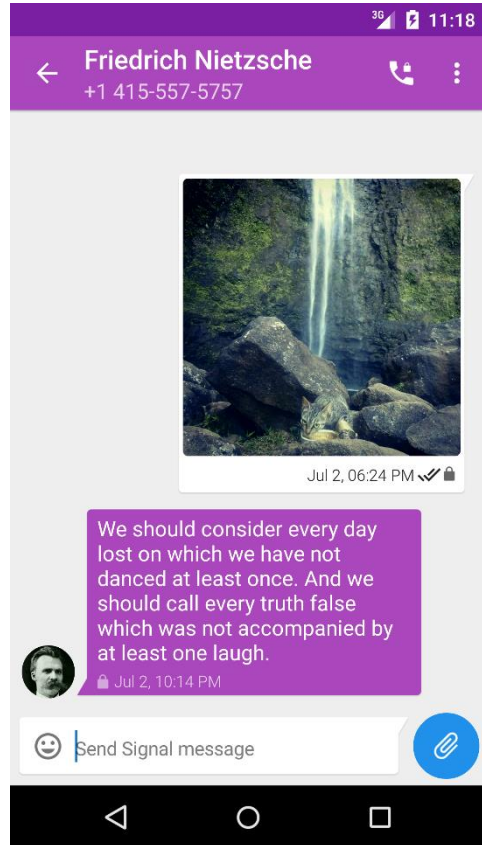 3G 11:18
Friedrich Nietzsche
+1 415-557-5757
Jul 2, 06:24 PM
We should consider every day
lost on which we have not
danced at least once. And we
should call every truth false
which was not accompanied by
at least one laugh.
Jul 2, 10:14 PM
Send Signal message